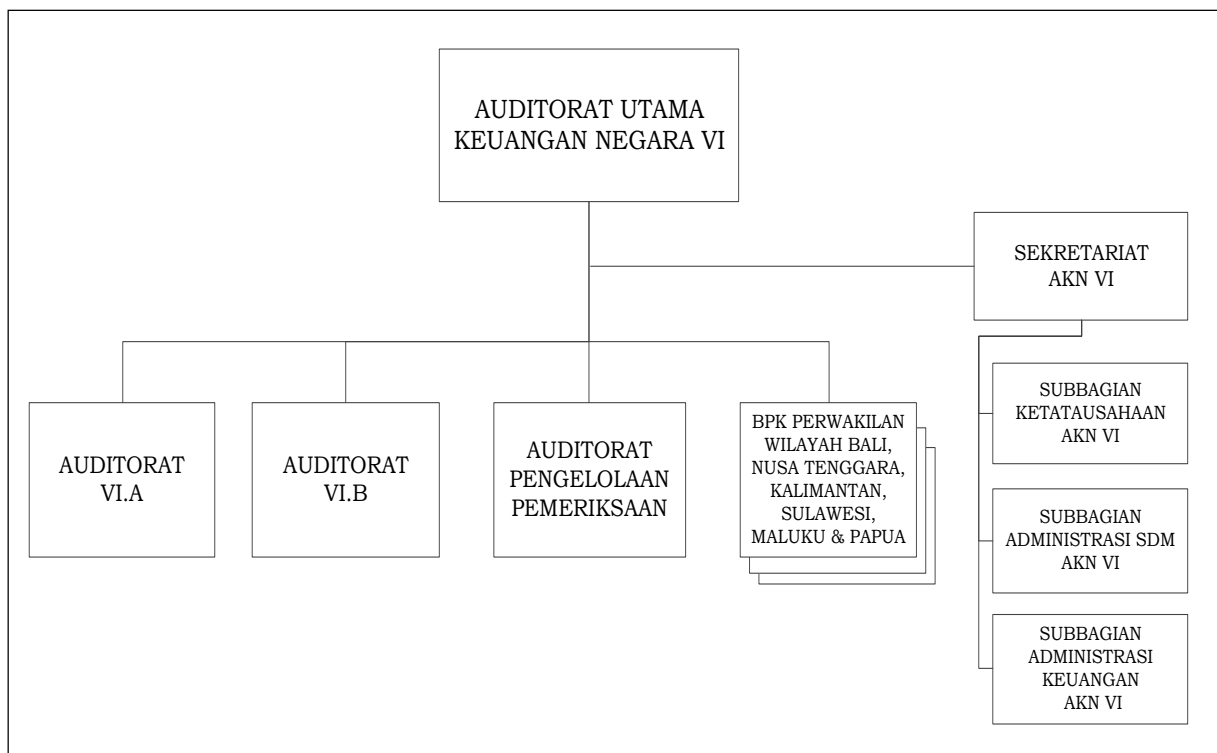 AUDITORAT UTAMA
KEUANGAN NEGARA VI
SEKRETARIAT
AKN VI
AUDITORAT
VI.A
AUDITORAT
VI.B
AUDITORAT
PENGELOLAAN
PEMERIKSAAN
BPK PERWAKILAN
WILAYAH BALI,
NUSA TENGGARA,
KALIMANTAN,
SULAWESI,
MALUKU & PAPUA
SUBBAGIAN
KETATAUSAHAAN
AKN VI
SUBBAGIAN
ADMINISTRASI SDM
AKN VI
SUBBAGIAN
ADMINISTRASI
KEUANGAN
AKN VI